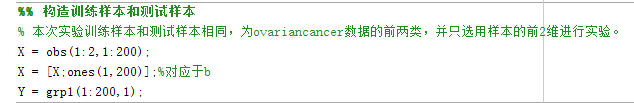 %% 构造训练样本和测试样本
% 本次实验训练样本和测试样本相同，为ovariancancer数据的前两类，并只选用样本的前2维进行实验。
X = obs(1:2,1:200);
X = [X;ones(1,200)];%对应于b
Y = grp1(1:200,1);